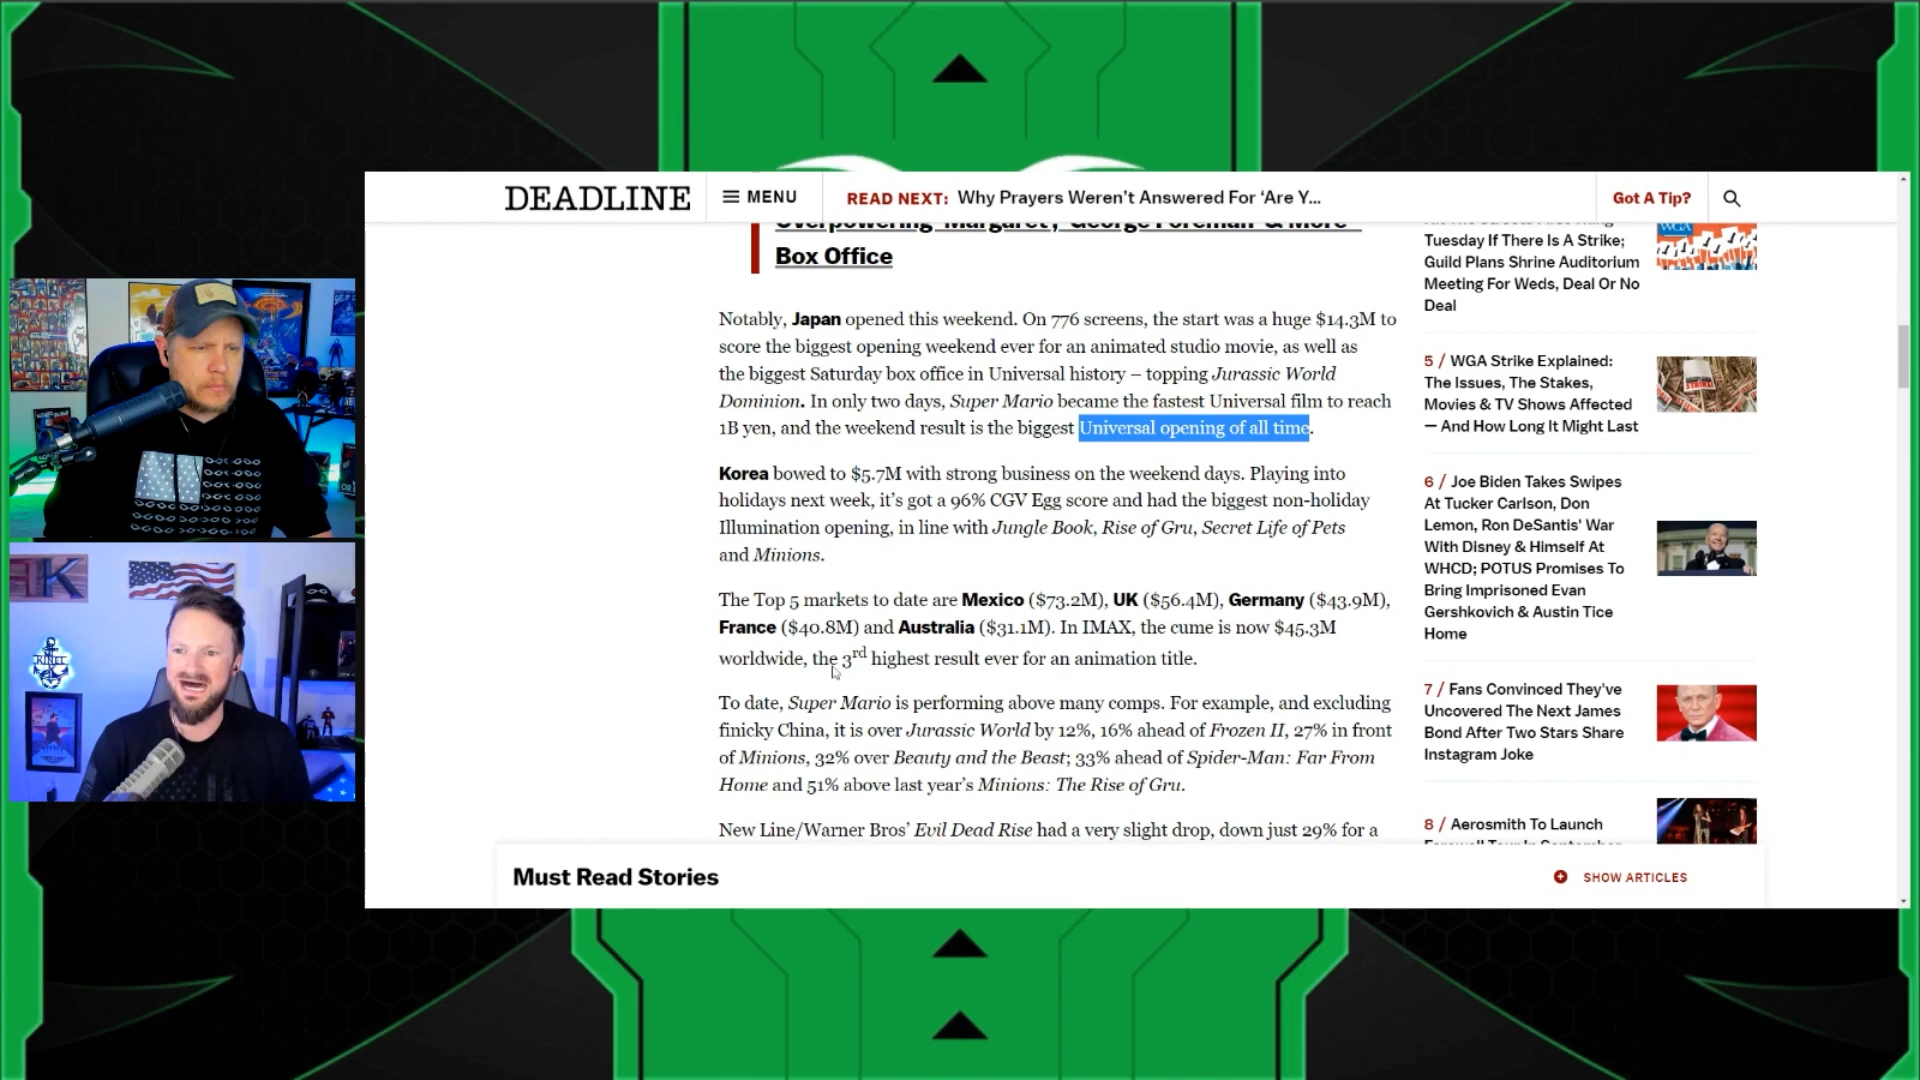 DEADLINE
MENU
READ NEXT: Why Prayers Weren't Answered For ‘Are Y...
Got A Tip?
Overpowering ‘Margaret’, ‘George Foreman’ & More –
Box Office
Notably, Japan opened this weekend. On 776 screens, the start was a huge $14.3M to
score the biggest opening weekend ever for an animated studio movie, as well as
the biggest Saturday box office in Universal history – topping Jurassic World
Dominion. In only two days, Super Mario became the fastest Universal film to reach
1B yen, and the weekend result is the biggest Universal opening of all time.
Korea bowed to $5.7M with strong business on the weekend days. Playing into
holidays next week, it’s got a 96% CGV Egg score and had the biggest non-holiday
Illumination opening, in line with Jungle Book, Rise of Gru, Secret Life of Pets
and Minions.
The Top 5 markets to date are Mexico ($73.2M), UK ($56.4M), Germany ($43.9M),
France ($40.8M) and Australia ($31.1M). In IMAX, the cume is now $45.3M
worldwide, the 3rd highest result ever for an animation title.
To date, Super Mario is performing above many comps. For example, and excluding
finicky China, it is over Jurassic World by 12%, 16% ahead of Frozen II, 27% in front
of Minions, 32% over Beauty and the Beast; 33% ahead of Spider-Man: Far From
Home and 51% above last year’s Minions: The Rise of Gru.
New Line/Warner Bros’ Evil Dead Rise had a very slight drop, down just 29% for a
Tuesday If There Is A Strike;
Guild Plans Shrine Auditorium
Meeting For Weds, Deal Or No
Deal
WGA
5 / WGA Strike Explained:
The Issues, The Stakes,
Movies & TV Shows Affected
— And How Long It Might Last
6 / Joe Biden Takes Swipes
At Tucker Carlson, Don
Lemon, Ron DeSantis' War
With Disney & Himself At
WHCD; POTUS Promises To
Bring Imprisoned Evan
Gershkovich & Austin Tice
Home
7 / Fans Convinced They've
Uncovered The Next James
Bond After Two Stars Share
Instagram Joke
8 / Aerosmith To Launch
Farewell Tour In September
Must Read Stories
SHOW ARTICLES